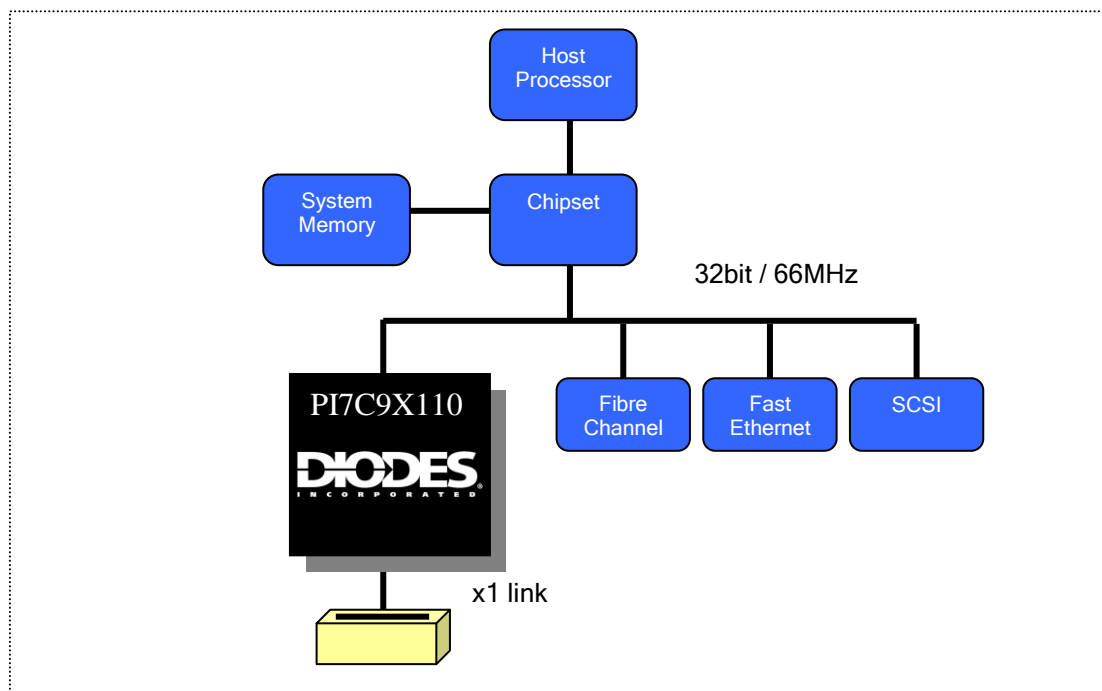 Host
Processor
System
Memory
Chipset
32bit / 66MHz
PI7C9X110
DIODES®
INCORPORATED
Fibre
Channel
Fast
Ethernet
SCSI
x1 link